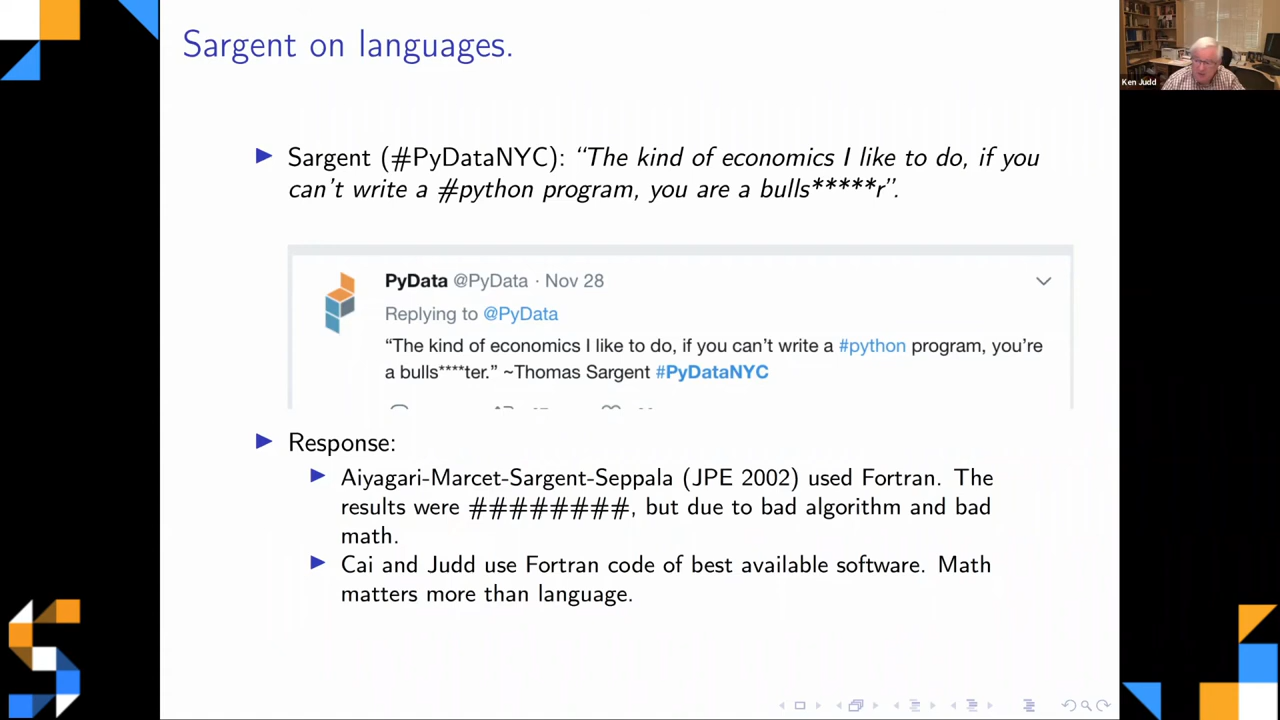 Sargent on languages.
Ken Judd
▶ Sargent (#PyDataNYC): “The kind of economics I like to do, if you
can’t write a #python program, you are a bulls*****r”.
PyData @PyData · Nov 28
Replying to @PyData
“The kind of economics I like to do, if you can’t write a #python program, you’re
a bulls****ter.” ~Thomas Sargent #PyDataNYC
▶ Response:
▶ Aiyagari-Marcet-Sargent-Seppala (JPE 2002) used Fortran. The
results were ########, but due to bad algorithm and bad
math.
▶ Cai and Judd use Fortran code of best available software. Math
matters more than language.